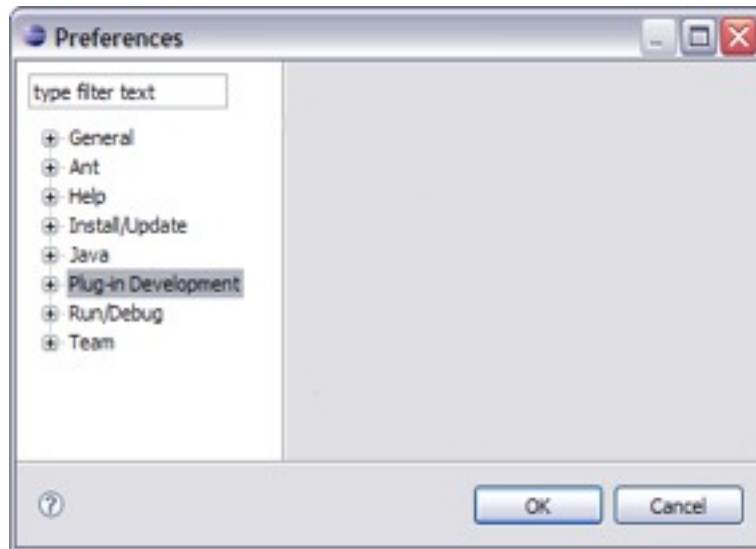 Preferences
type filter text
General
Ant
Help
Install/Update
Java
Plug-in Development
Run/Debug
Team
OK Cancel